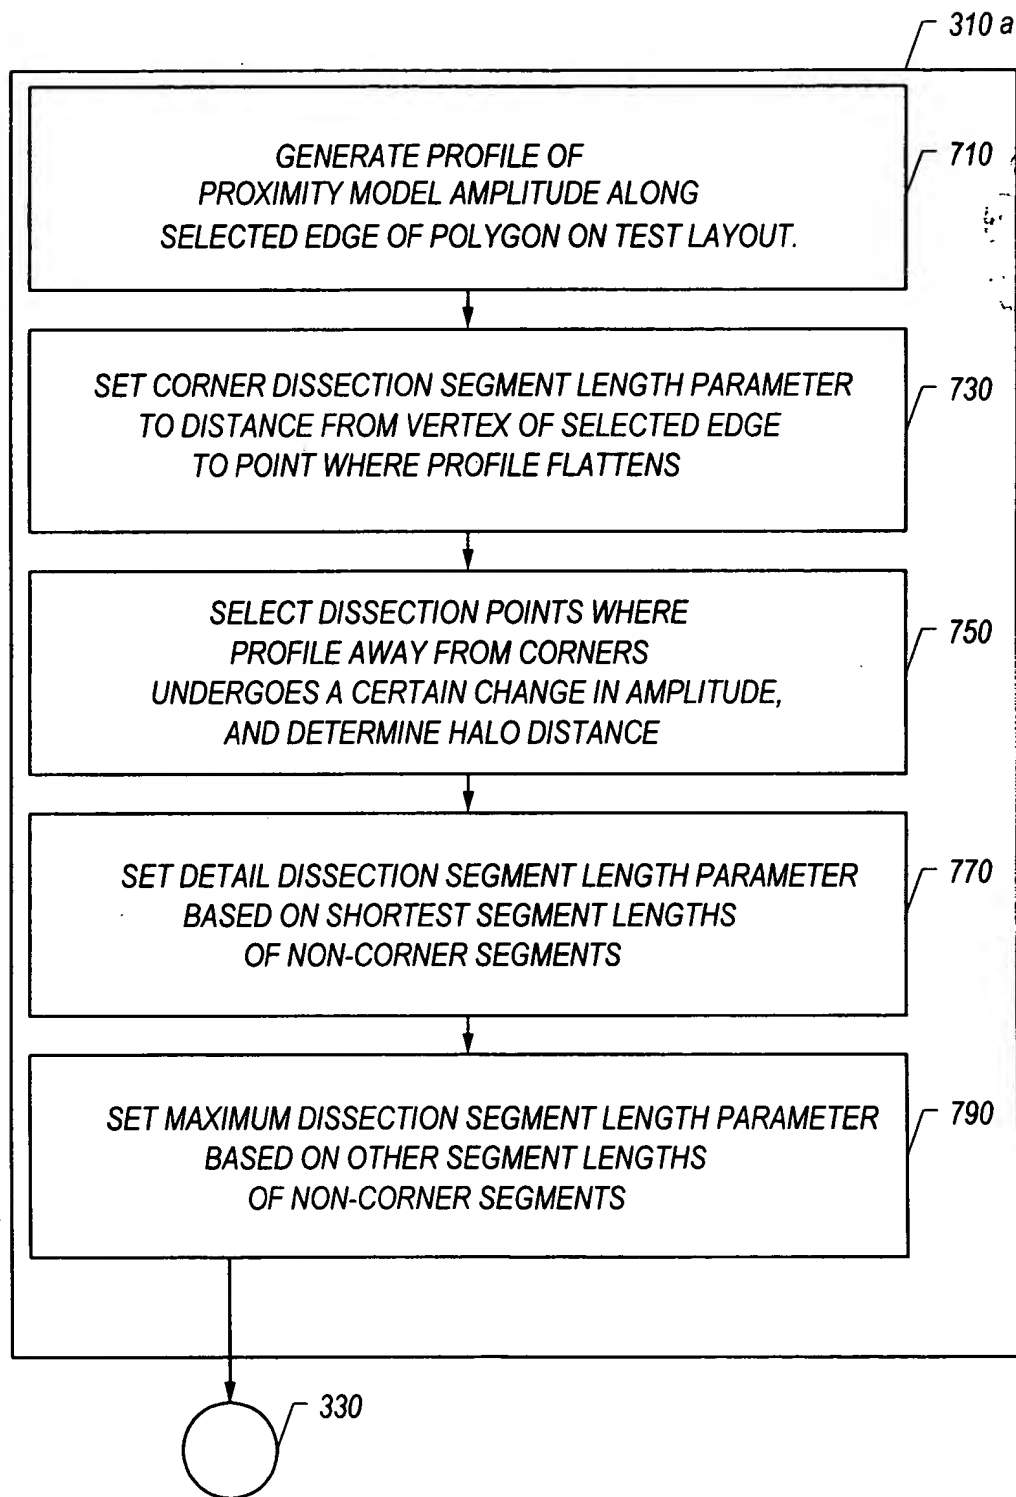 310 a
GENERATE PROFILE OF
PROXIMITY MODEL AMPLITUDE ALONG
SELECTED EDGE OF POLYGON ON TEST LAYOUT.
710
SET CORNER DISSECTION SEGMENT LENGTH PARAMETER
TO DISTANCE FROM VERTEX OF SELECTED EDGE
TO POINT WHERE PROFILE FLATTENS
730
SELECT DISSECTION POINTS WHERE
PROFILE AWAY FROM CORNERS
UNDERGOES A CERTAIN CHANGE IN AMPLITUDE,
AND DETERMINE HALO DISTANCE
750
SET DETAIL DISSECTION SEGMENT LENGTH PARAMETER
BASED ON SHORTEST SEGMENT LENGTHS
OF NON-CORNER SEGMENTS
770
SET MAXIMUM DISSECTION SEGMENT LENGTH PARAMETER
BASED ON OTHER SEGMENT LENGTHS
OF NON-CORNER SEGMENTS
790
330